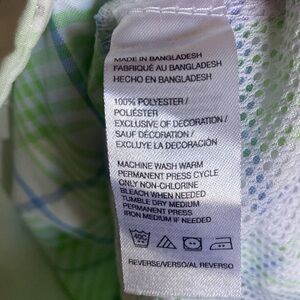 MADE IN BANGLADESH
FABRIQUÉ AU BANGLADESH
HECHO EN BANGLADESH
100% POLYESTER /
POLIÉSTER
EXCLUSIVE OF DECORATION /
SAUF DÉCORATION /
EXCLUYE LA DECORACIÓN
MACHINE WASH WARM
PERMANENT PRESS CYCLE
ONLY NON-CHLORINE
BLEACH WHEN NEEDED
TUMBLE DRY MEDIUM
PERMANENT PRESS
IRON MEDIUM IF NEEDED
40C
REVERSE/VERSO/AL REVERSO